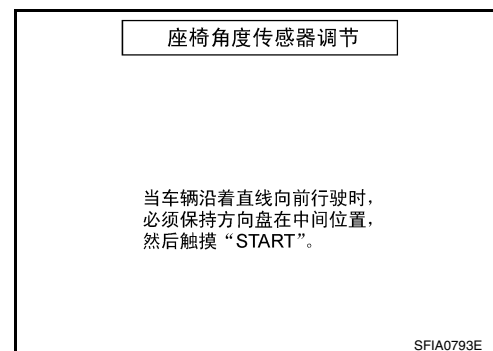 座椅角度传感器调节
当车辆沿着直线向前行驶时，
必须保持方向盘在中间位置，
然后触摸“START”。
SFIA0793E